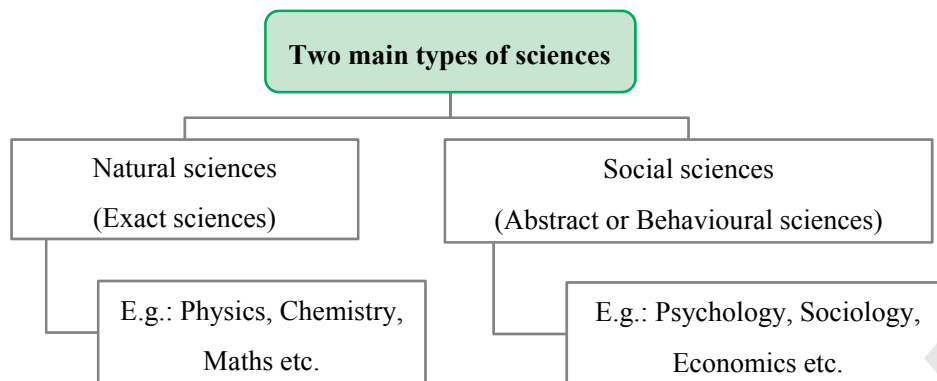 Two main types of sciences
Natural sciences
(Exact sciences)
Social sciences
(Abstract or Behavioural sciences)
E.g.: Physics, Chemistry,
Maths etc.
E.g.: Psychology, Sociology,
Economics etc.